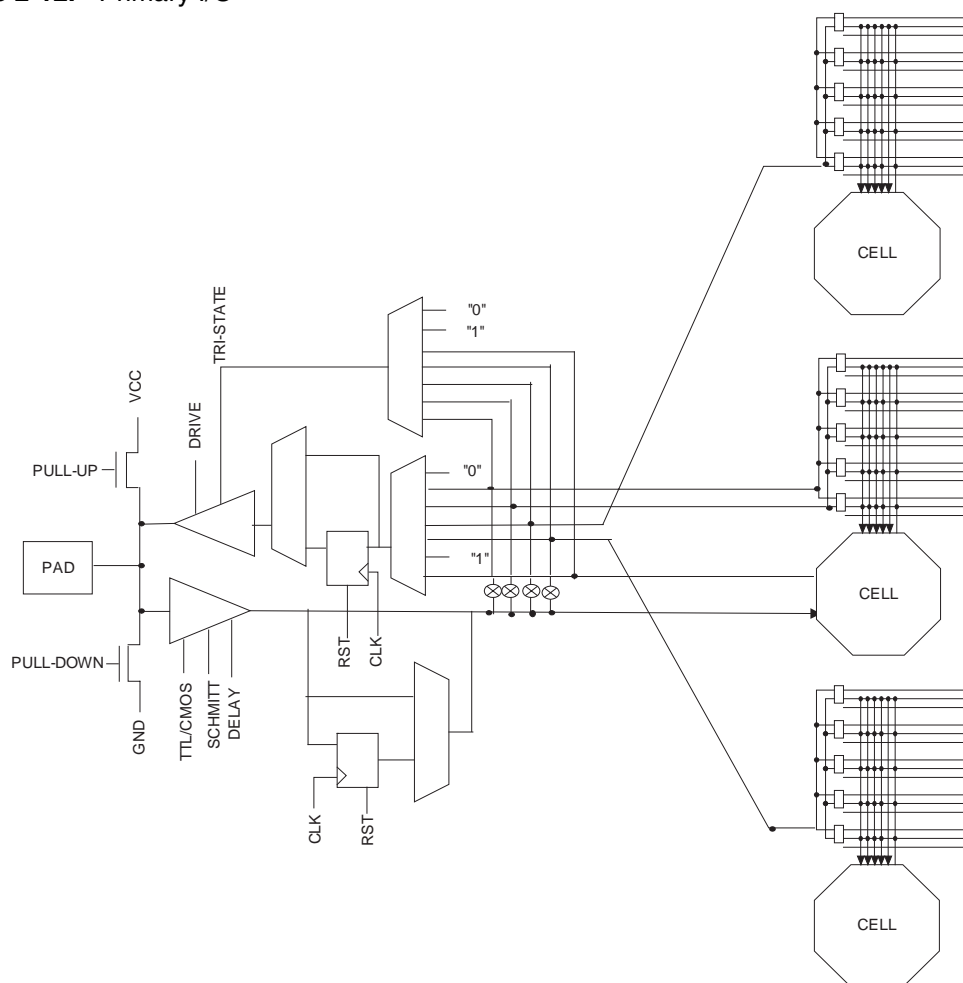 Primary I/O
CELL
"0"
"1"
TRI-STATE
VCC
DRIVE
PULL-UP
"0"
PAD
"1"
CELL
RST
CLK
PULL-DOWN
GND
TTL/CMOS
SCHMITT
DELAY
CLK
RST
CELL